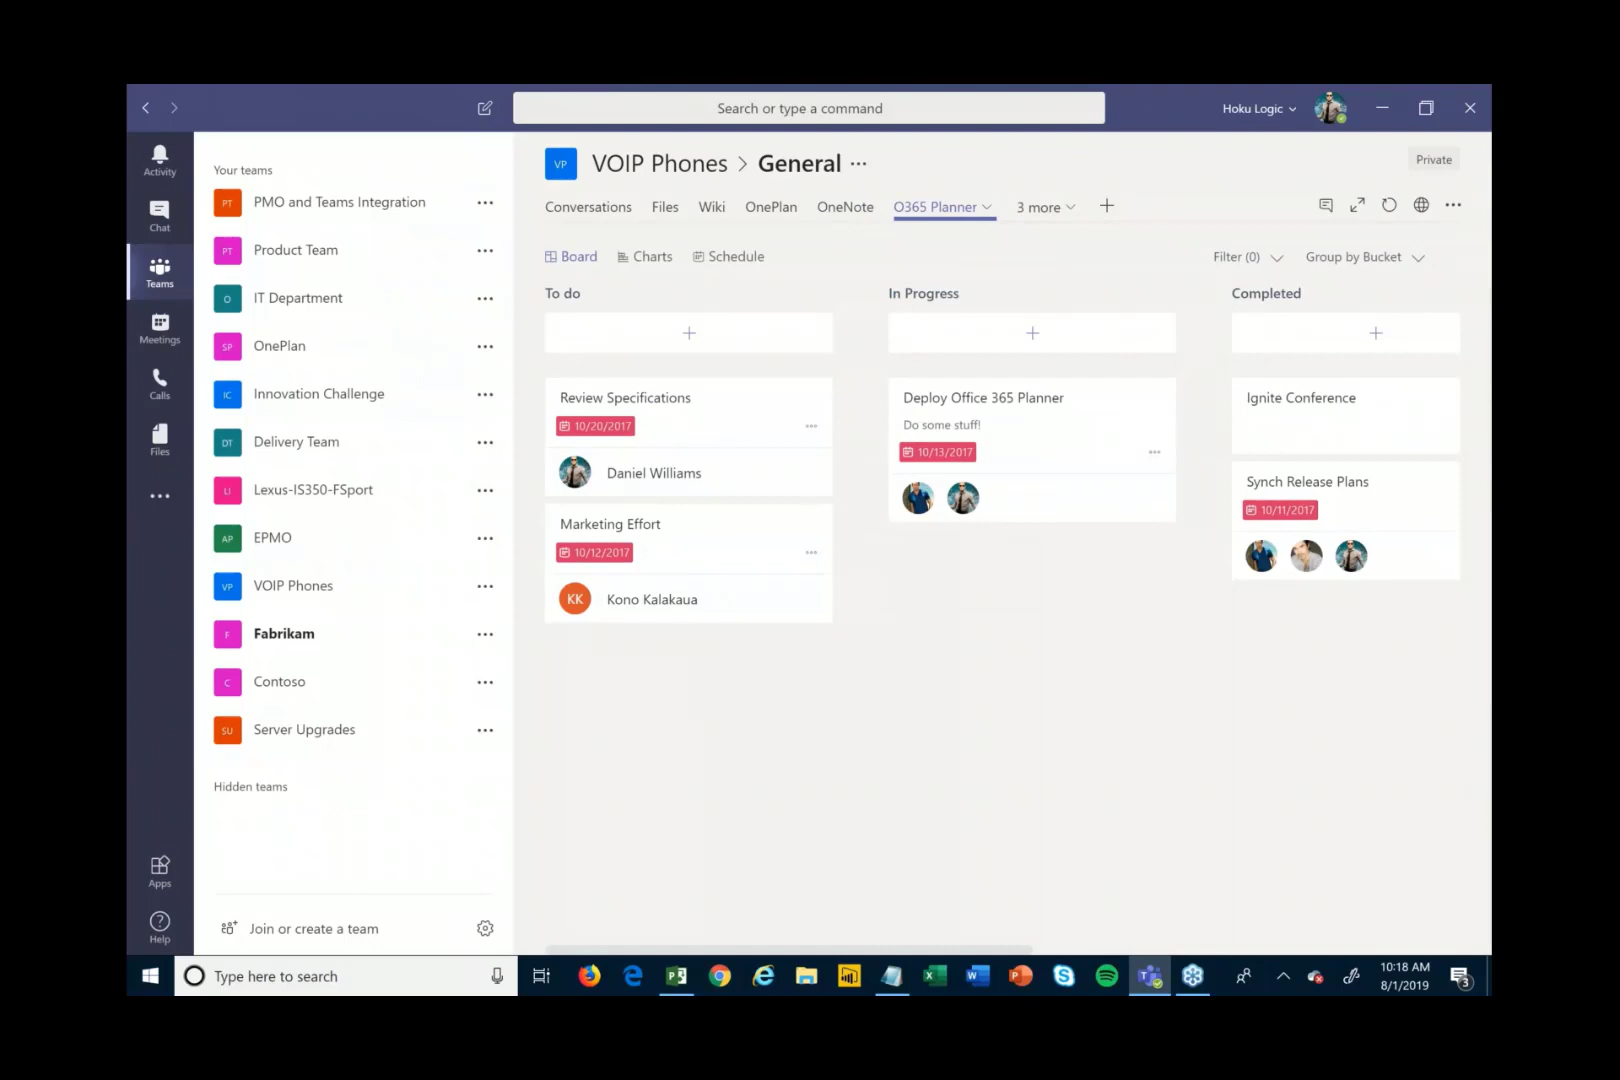 Search or type a command
Hoku Logic
Activity
Chat
Teams
Meetings
Calls
Files
Apps
Help
Your teams
PT PMO and Teams Integration
PT Product Team
O IT Department
SP OnePlan
IC Innovation Challenge
DT Delivery Team
LI Lexus-IS350-FSport
AP EPMO
VP VOIP Phones
F Fabrikam
C Contoso
SU Server Upgrades
Hidden teams
Join or create a team
VP VOIP Phones > General ...
Private
Conversations Files Wiki OnePlan OneNote O365 Planner 3 more +
Board Charts Schedule
Filter (0) Group by Bucket
To do
Review Specifications
10/20/2017
Daniel Williams
Marketing Effort
10/12/2017
KK Kono Kalakaua
In Progress
Deploy Office 365 Planner
Do some stuff!
10/13/2017
Completed
Ignite Conference
Synch Release Plans
10/11/2017
Type here to search
10:18 AM
8/1/2019
3